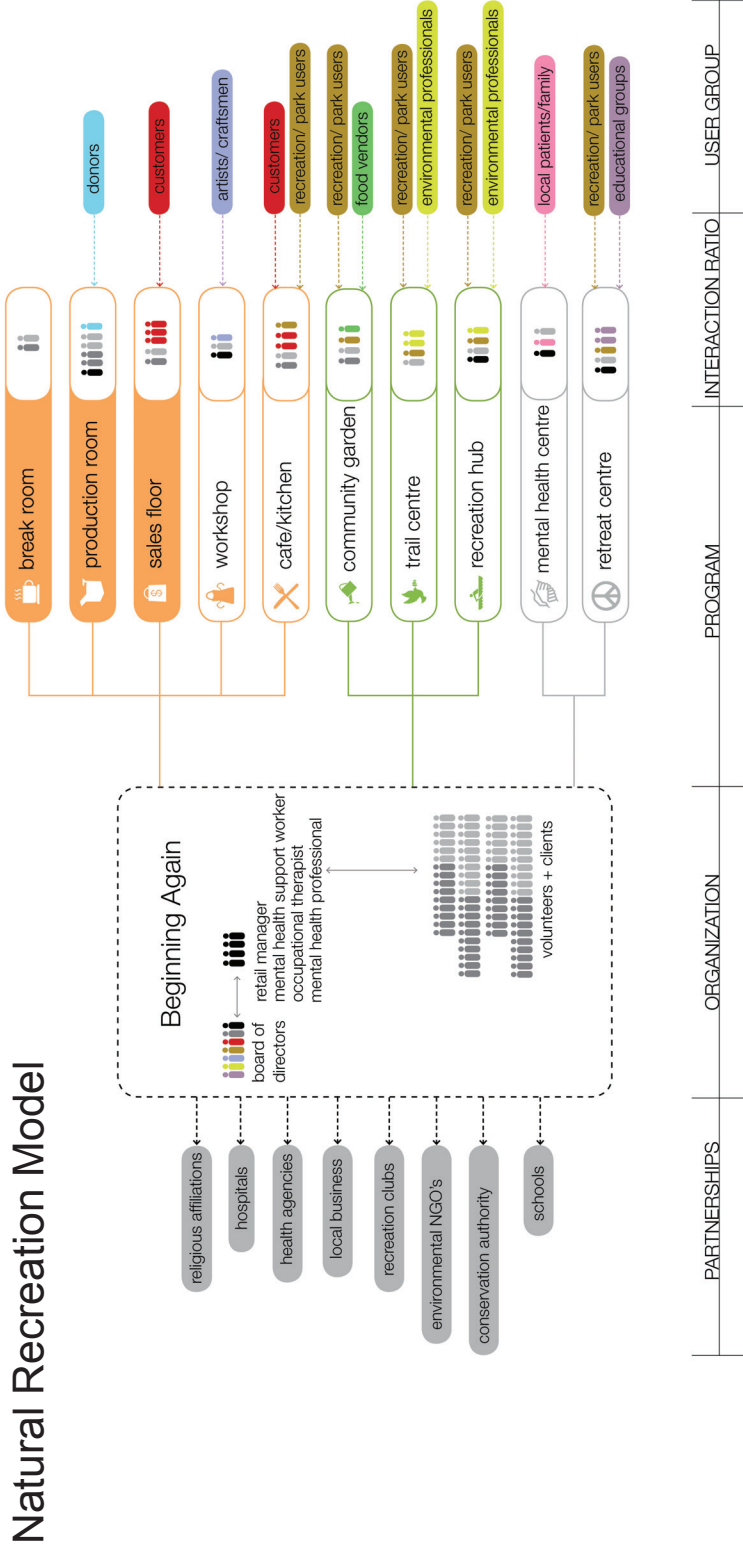 Natural Recreation Model
religious affiliations
hospitals
health agencies
local business
recreation clubs
environmental NGO's
conservation authority
schools
Beginning Again
board of
directors
retail manager
mental health support worker
occupational therapist
mental health professional
volunteers + clients
break room
production room
donors
$
sales floor
customers
workshop
artists/ craftsmen
cafe/kitchen
customers
recreation/ park users
community garden
recreation/ park users
food vendors
trail centre
recreation/ park users
environmental professionals
recreation hub
recreation/ park users
environmental professionals
mental health centre
local patients/family
retreat centre
recreation/ park users
educational groups
PARTNERSHIPS
ORGANIZATION
PROGRAM
INTERACTION RATIO
USER GROUP